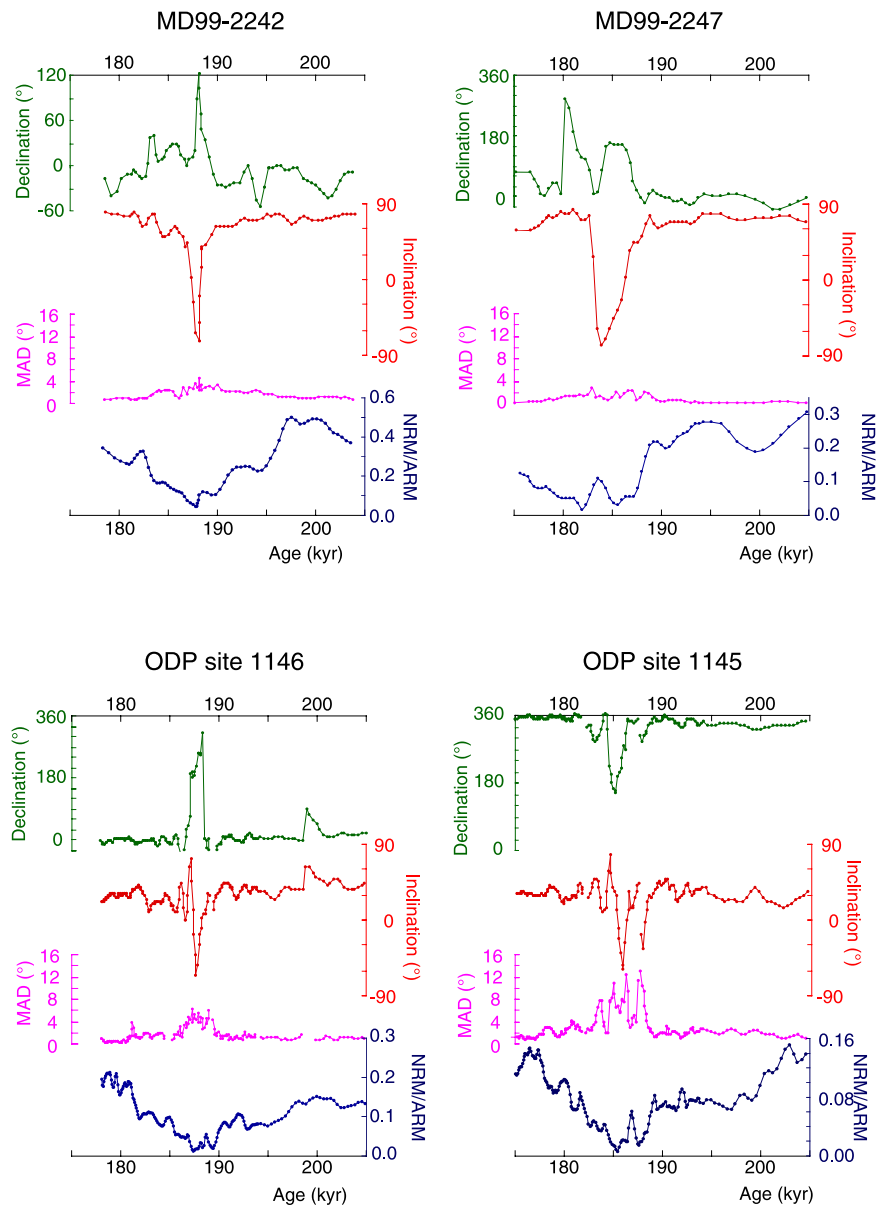 MD99-2242
180 190 200
Declination (°)
120
60
0
-60
90
0
-90
Inclination (°)
MAD (°)
16
12
8
4
0
0.6
0.4
0.2
0.0
NRM/ARM
180 190 200
Age (kyr)
MD99-2247
180 190 200
Declination (°)
360
180
0
90
0
-90
Inclination (°)
MAD (°)
16
12
8
4
0
0.3
0.2
0.1
0.0
NRM/ARM
180 190 200
Age (kyr)
ODP site 1146
180 190 200
Declination (°)
360
180
0
90
0
-90
Inclination (°)
MAD (°)
16
12
8
4
0
0.3
0.2
0.1
0.0
NRM/ARM
180 190 200
Age (kyr)
ODP site 1145
180 190 200
Declination (°)
360
180
0
90
0
-90
Inclination (°)
MAD (°)
16
12
8
4
0
0.16
0.08
0.00
NRM/ARM
180 190 200
Age (kyr)